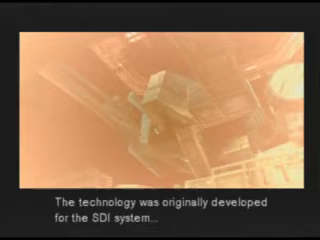 The technology was originally developed
for the SDI system...